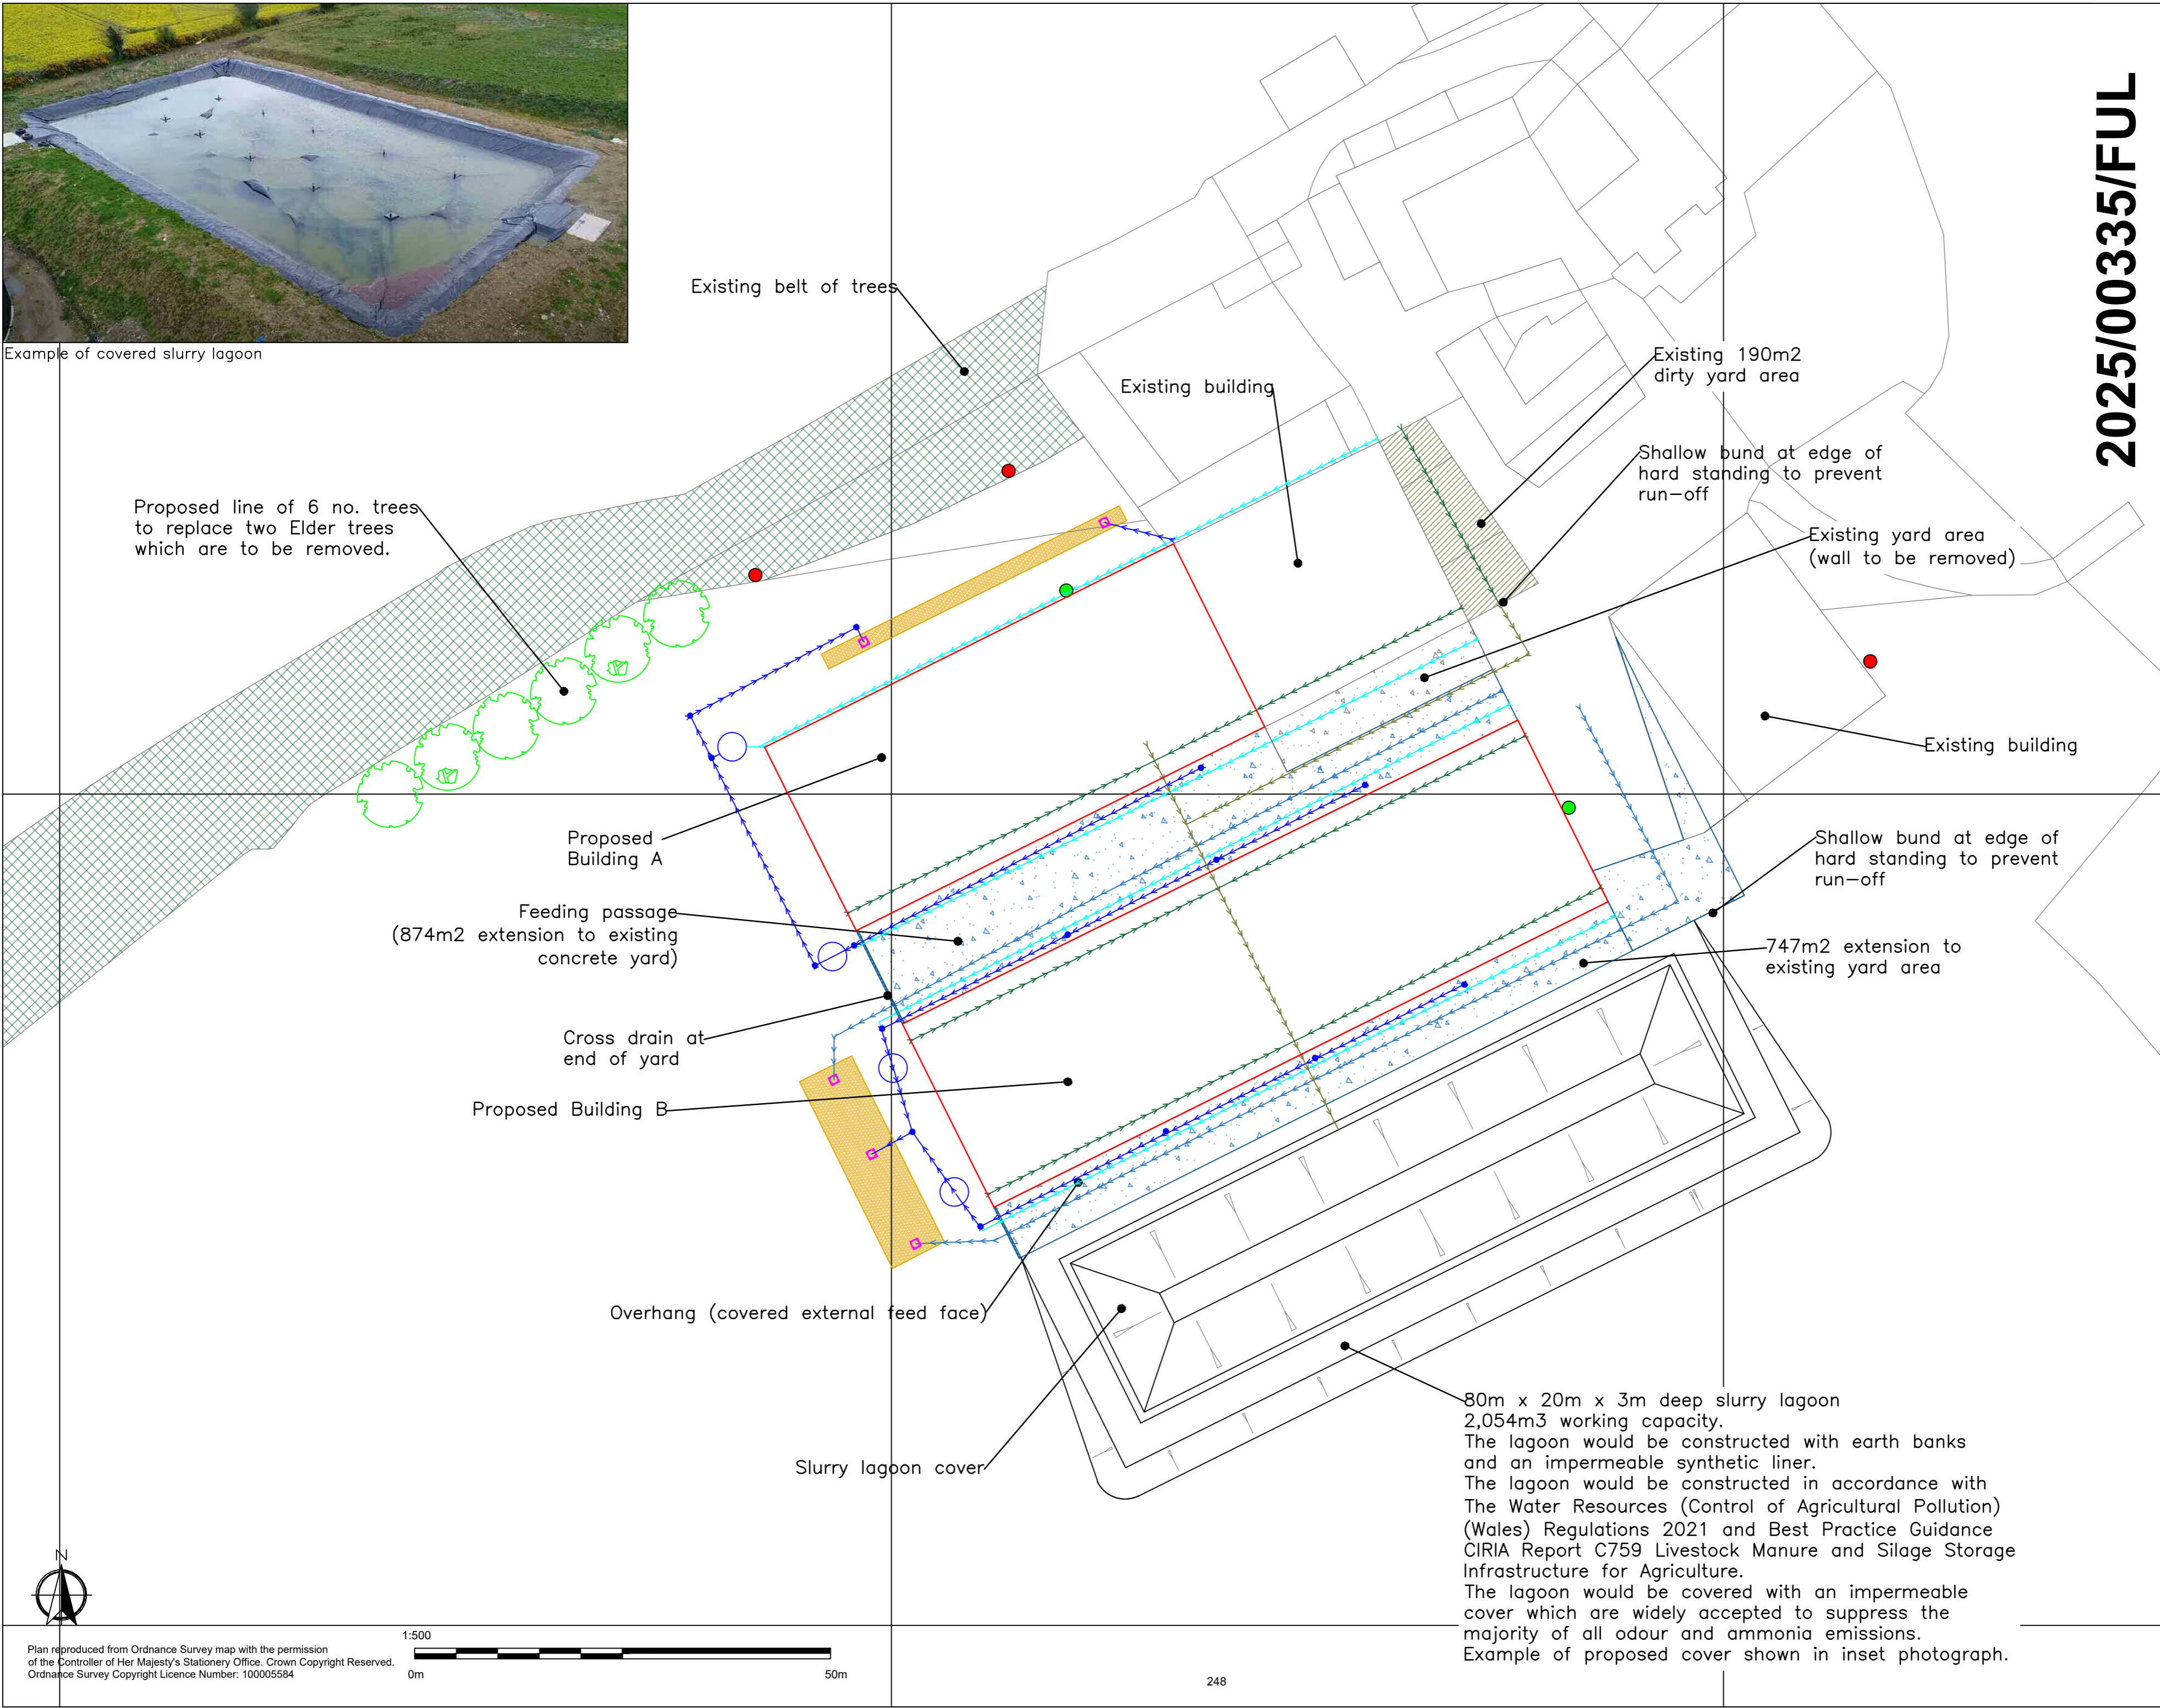 Example of covered slurry lagoon
2025/00335/FUL
Existing belt of trees
Existing building
Existing 190m2
dirty yard area
Shallow bund at edge of
hard standing to prevent
run-off
Existing yard area
(wall to be removed)
Proposed line of 6 no. trees
to replace two Elder trees
which are to be removed.
Existing building
Proposed
Building A
Shallow bund at edge of
hard standing to prevent
run-off
Feeding passage
(874m2 extension to existing
concrete yard)
747m2 extension to
existing yard area
Cross drain at
end of yard
Proposed Building B
Overhang (covered external feed face)
Slurry lagoon cover
80m x 20m x 3m deep slurry lagoon
2,054m3 working capacity.
The lagoon would be constructed with earth banks
and an impermeable synthetic liner.
The lagoon would be constructed in accordance with
The Water Resources (Control of Agricultural Pollution)
(Wales) Regulations 2021 and Best Practice Guidance
CIRIA Report C759 Livestock Manure and Silage Storage
Infrastructure for Agriculture.
The lagoon would be covered with an impermeable
cover which are widely accepted to suppress the
majority of all odour and ammonia emissions.
Example of proposed cover shown in inset photograph.
N
Plan reproduced from Ordnance Survey map with the permission
of the Controller of Her Majesty's Stationery Office. Crown Copyright Reserved.
Ordnance Survey Copyright Licence Number: 100005584
1:500
0m
50m
248